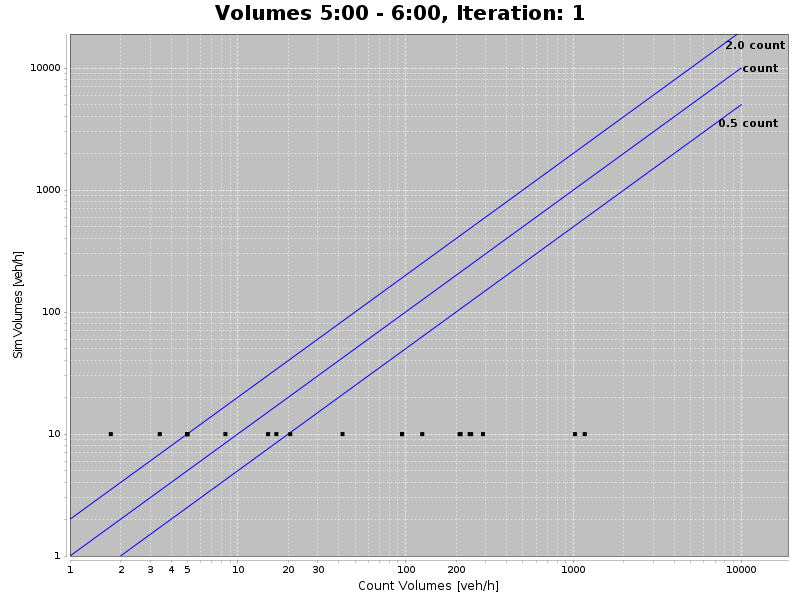 Volumes 5:00 - 6:00, Iteration: 1
2.0 count
count
0.5 count
10000
1000
100
10
1
Sim Volumes [veh/h]
1 2 3 4 5 10 20 30 100 200 1000 10000
Count Volumes [veh/h]